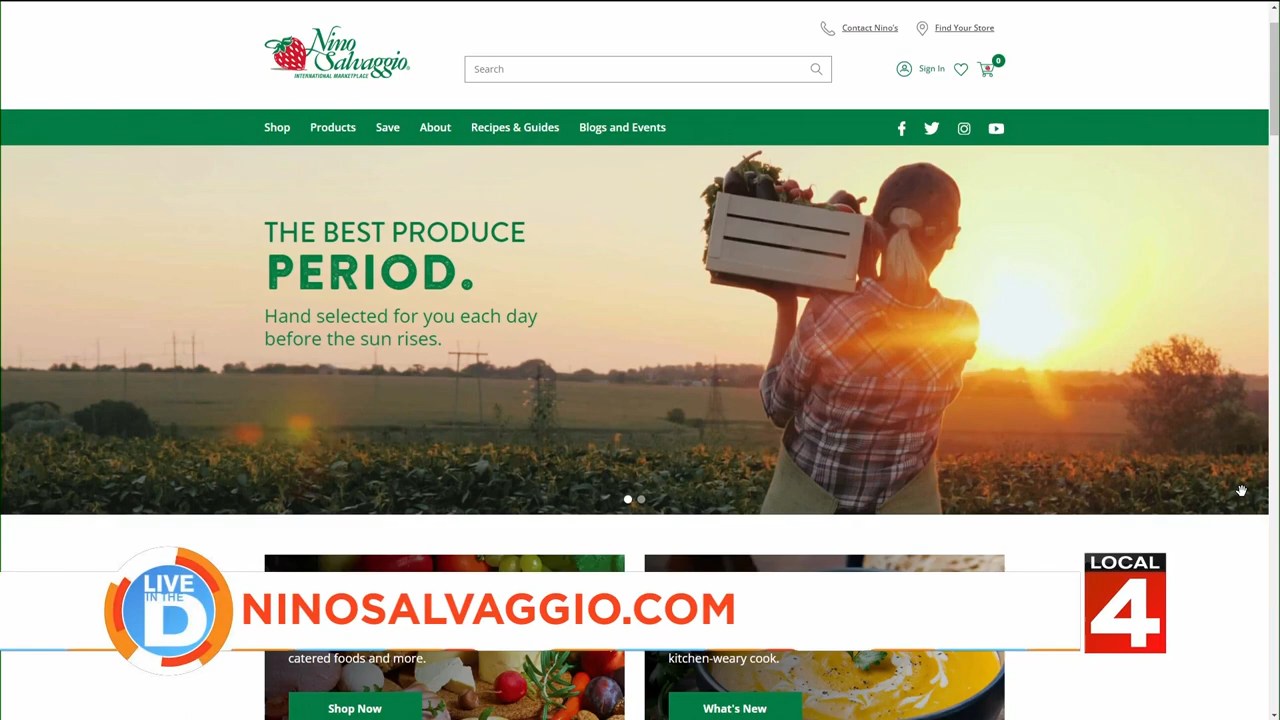 Contact Nino's
Find Your Store
Nino
Salvaggio
INTERNATIONAL MARKETPLACE
Search
Sign In
0
Shop
Products
Save
About
Recipes & Guides
Blogs and Events
THE BEST PRODUCE
PERIOD.
Hand selected for you each day
before the sun rises.
LIVE
IN THE
D
NINOSALVAGGIO.COM
LOCAL
4
catered foods and more.
kitchen-weary cook.
Shop Now
What's New